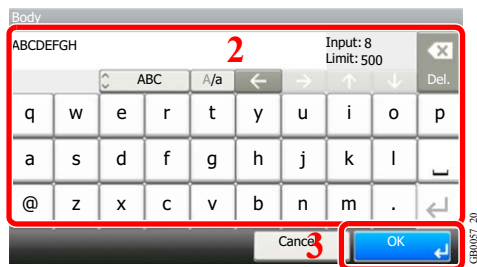 Body
ABCDEFGH
2
Input: 8
Limit: 500
ABC
A/a
Del.
q w e r t y u i o p
a s d f g h j k l
@ z x c v b n m .
Cancel
3
OK
GB0057_20